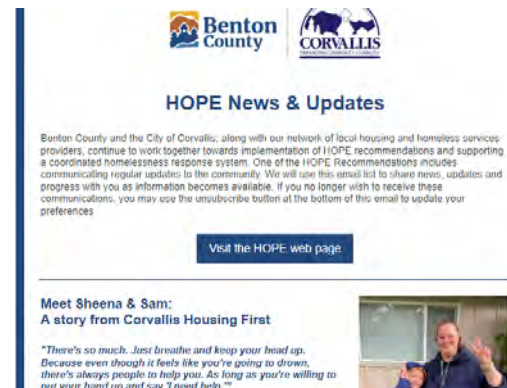 Benton
County
CORVALLIS
ENHANCING COMMUNITY LIVABILITY
HOPE News & Updates
Benton County and the City of Corvallis, along with our network of local housing and homeless services
providers, continue to work together towards implementation of HOPE recommendations and supporting
a coordinated homelessness response system. One of the HOPE Recommendations includes
communicating regular updates to the community. We will use this email list to share news, updates and
progress with you as information becomes available. If you no longer wish to receive these
communications, you may use the unsubscribe button at the bottom of this email to update your
preferences
Visit the HOPE web page
Meet Sheena & Sam:
A story from Corvallis Housing First
"There's so much. Just breathe and keep your head up.
Because even though it feels like you're going to drown,
there's always people to help you. As long as you're willing to
put your hand up and say 'I need help.'"